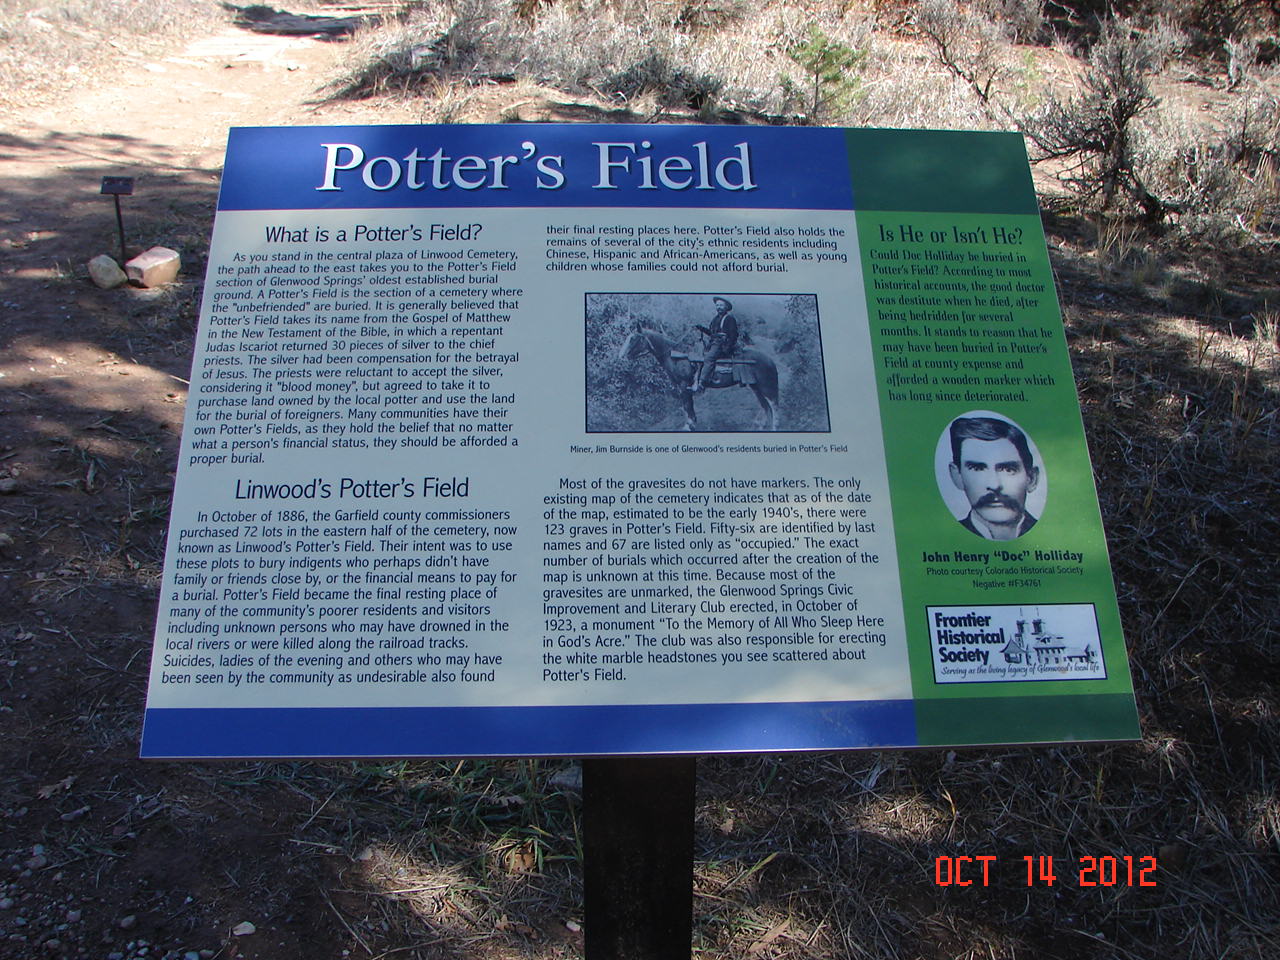 Potter's Field
What is a Potter's Field?
As you stand in the central plaza of Linwood Cemetery,
the path ahead to the east takes you to the Potter's Field
section of Glenwood Springs' oldest established burial
ground. A Potter's Field is the section of a cemetery where
the "unbefriended" are buried. It is generally believed that
Potter's Field takes its name from the Gospel of Matthew
in the New Testament of the Bible, in which a repentant
Judas Iscariot returned 30 pieces of silver to the chief
priests. The silver had been compensation for the betrayal
of Jesus. The priests were reluctant to accept the silver,
considering it "blood money", but agreed to take it to
purchase land owned by the local potter and use the land
for the burial of foreigners. Many communities have their
own Potter's Fields, as they hold the belief that no matter
what a person's financial status, they should be afforded a
proper burial.
Linwood's Potter's Field
In October of 1886, the Garfield county commissioners
purchased 72 lots in the eastern half of the cemetery, now
known as Linwood's Potter's Field. Their intent was to use
these plots to bury indigents who perhaps didn't have
family or friends close by, or the financial means to pay for
a burial. Potter's Field became the final resting place of
many of the community's poorer residents and visitors
including unknown persons who may have drowned in the
local rivers or were killed along the railroad tracks.
Suicides, ladies of the evening and others who may have
been seen by the community as undesirable also found
their final resting places here. Potter's Field also holds the
remains of several of the city's ethnic residents including
Chinese, Hispanic and African-Americans, as well as young
children whose families could not afford burial.
Miner, Jim Burnside is one of Glenwood's residents buried in Potter's Field
Most of the gravesites do not have markers. The only
existing map of the cemetery indicates that as of the date
of the map, estimated to be the early 1940's, there were
123 graves in Potter's Field. Fifty-six are identified by last
names and 67 are listed only as "occupied." The exact
number of burials which occurred after the creation of the
map is unknown at this time. Because most of the
gravesites are unmarked, the Glenwood Springs Civic
Improvement and Literary Club erected, in October of
1923, a monument "To the Memory of All Who Sleep Here
in God's Acre." The club was also responsible for erecting
the white marble headstones you see scattered about
Potter's Field.
Is He or Isn't He?
Could Doc Holliday be buried in
Potter's Field? According to most
historical accounts, the good doctor
was destitute when he died, after
being bedridden for several
months. It stands to reason that he
may have been buried in Potter's
Field at county expense and
afforded a wooden marker which
has long since deteriorated.
John Henry "Doc" Holliday
Photo courtesy Colorado Historical Society
Negative #F34761
Frontier
Historical
Society
Serving as the living legacy of Glenwood's local life
OCT 14 2012